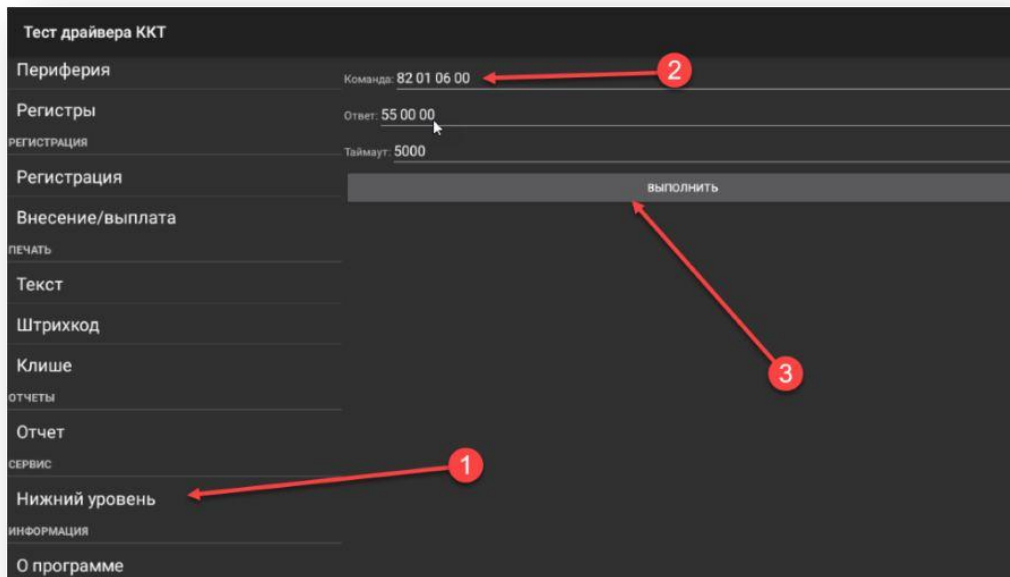 Тест драйвера ККТ
Периферия
Регистры
РЕГИСТРАЦИЯ
Регистрация
Внесение/выплата
ПЕЧАТЬ
Текст
Штрихкод
Клише
ОТЧЕТЫ
Отчет
СЕРВИС
Нижний уровень
ИНФОРМАЦИЯ
О программе
Команда: 82 01 06 00
Ответ: 55 00 00
Таймаут: 5000
ВЫПОЛНИТЬ
1
2
3